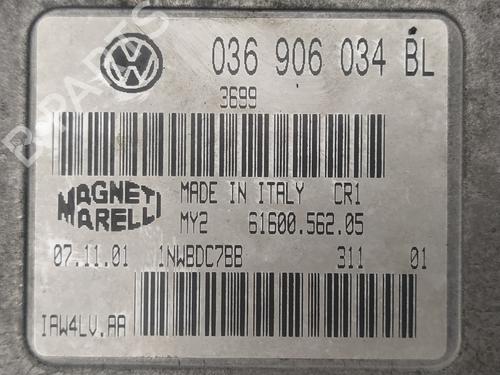 036 906 034 BL
3699
MAGNETI MARELLI
MADE IN ITALY CR1
MY2 61600.562.05
07.11.01 1NWBDC7BB 311 01
IAW4LV.AA
B-PARTS